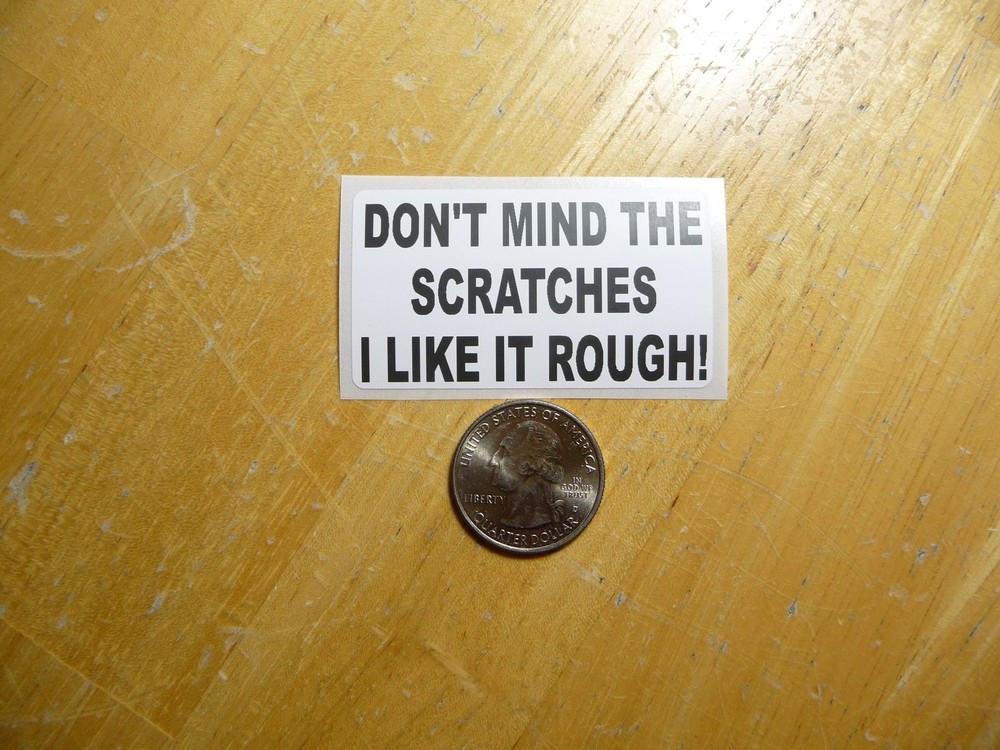 DON'T MIND THE
SCRATCHES
I LIKE IT ROUGH!
UNITED STATES OF AMERICA
LIBERTY
IN
GOD WE
TRUST
D
QUARTER DOLLAR